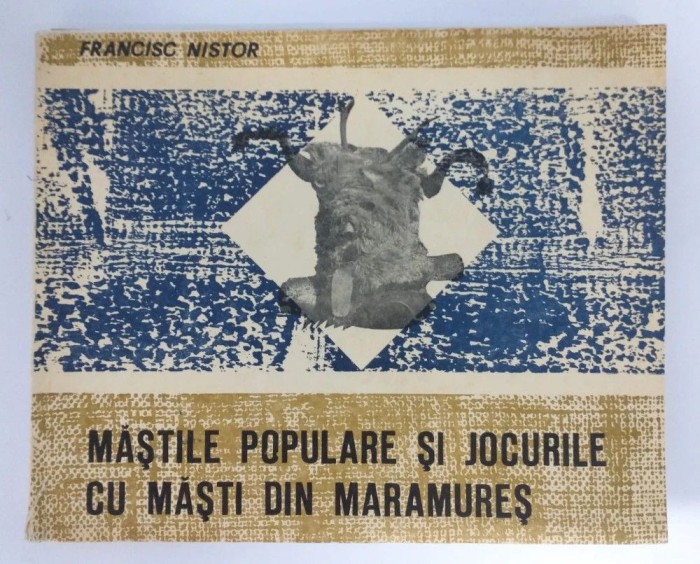 FRANCISC NISTOR
MĂŞTILE POPULARE ŞI JOCURILE
CU MĂŞTI DIN MARAMUREŞ